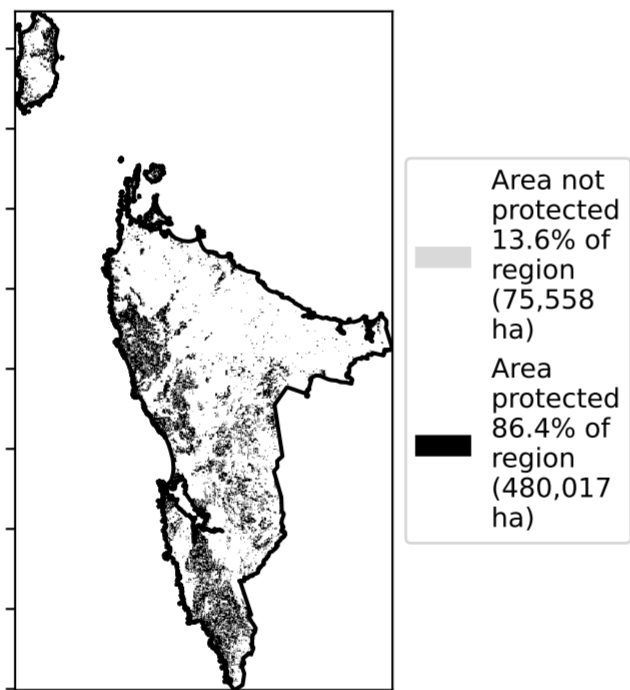 Area not
protected
13.6% of
region
(75,558
ha)
Area
protected
86.4% of
region
(480,017
ha)